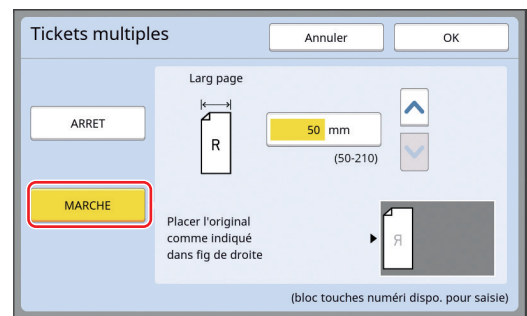 Tickets multiples
Annuler
OK
Larg page
ARRET
R
50 mm
(50-210)
MARCHE
Placer l'original
comme indiqué
dans fig de droite
R
(bloc touches numéri dispo. pour saisie)